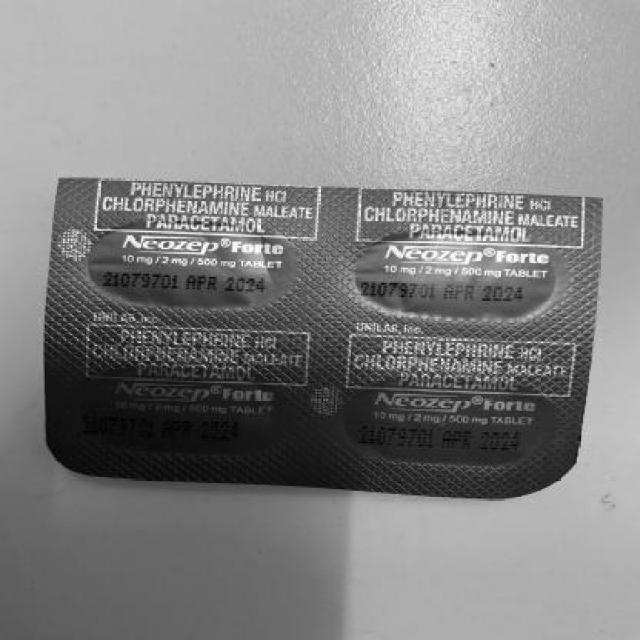 PHENYLEPHRINE HCl
CHLORPHENAMINE MALEATE
PARACETAMOL
Neozep® Forte
10 mg / 2 mg / 500 mg TABLET
21079701 APR 2024
UNILAB, Inc.
PHENYLEPHRINE HCl
CHLORPHENAMINE MALEATE
PARACETAMOL
Neozep® Forte
10 mg / 2 mg / 500 mg TABLET
21079701 APR 2024
UNILAB, Inc.
PHENYLEPHRINE HCl
CHLORPHENAMINE MALEATE
PARACETAMOL
Neozep® Forte
10 mg / 2 mg / 500 mg TABLET
21079701 APR 2024
PHENYLEPHRINE HCl
CHLORPHENAMINE MALEATE
PARACETAMOL
Neozep® Forte
10 mg / 2 mg / 500 mg TABLET
21079701 APR 2024